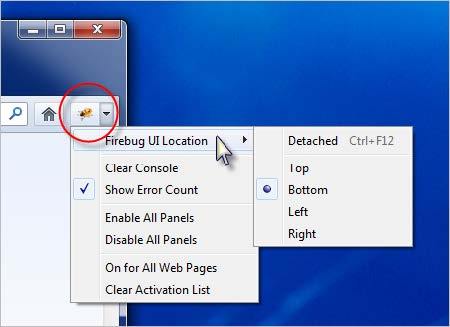 Firebug UI Location
Clear Console
Show Error Count
Enable All Panels
Disable All Panels
On for All Web Pages
Clear Activation List
Detached Ctrl+F12
Top
Bottom
Left
Right